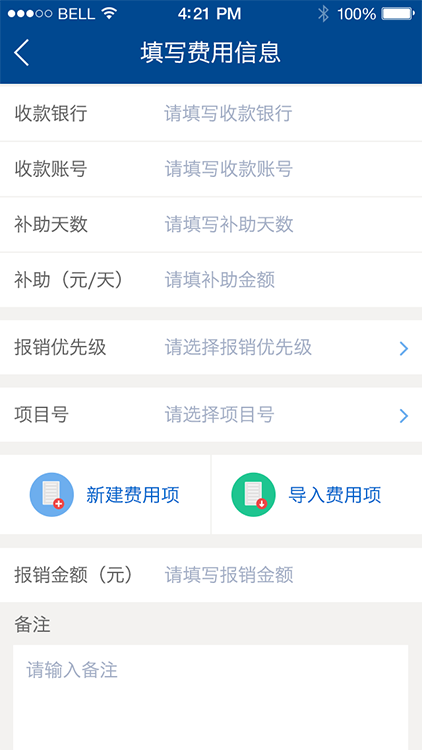 BELL 4:21 PM 100%
填写费用信息
收款银行 请填写收款银行
收款账号 请填写收款账号
补助天数 请填写补助天数
补助（元/天） 请填补助金额
报销优先级 请选择报销优先级
项目号 请选择项目号
新建费用项 导入费用项
报销金额（元） 请填写报销金额
备注
请输入备注